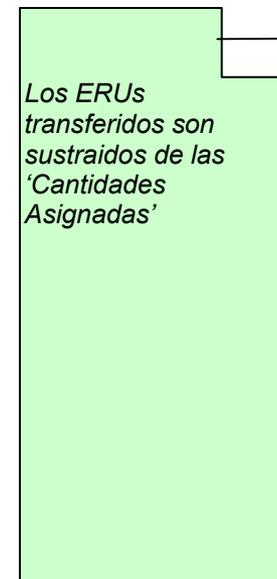 Los ERUs
transferidos son
sustraidos de las
‘Cantidades
Asignadas’